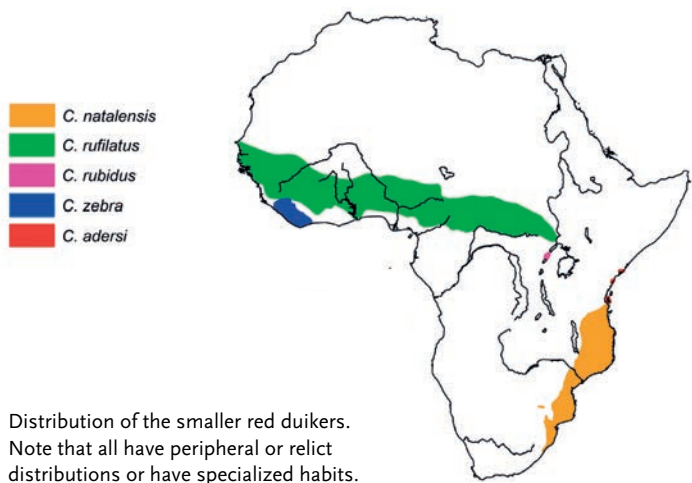 C. natalensis
C. rufilatus
C. rubidus
C. zebra
C. adersi
Distribution of the smaller red duikers.
Note that all have peripheral or relict
distributions or have specialized habits.